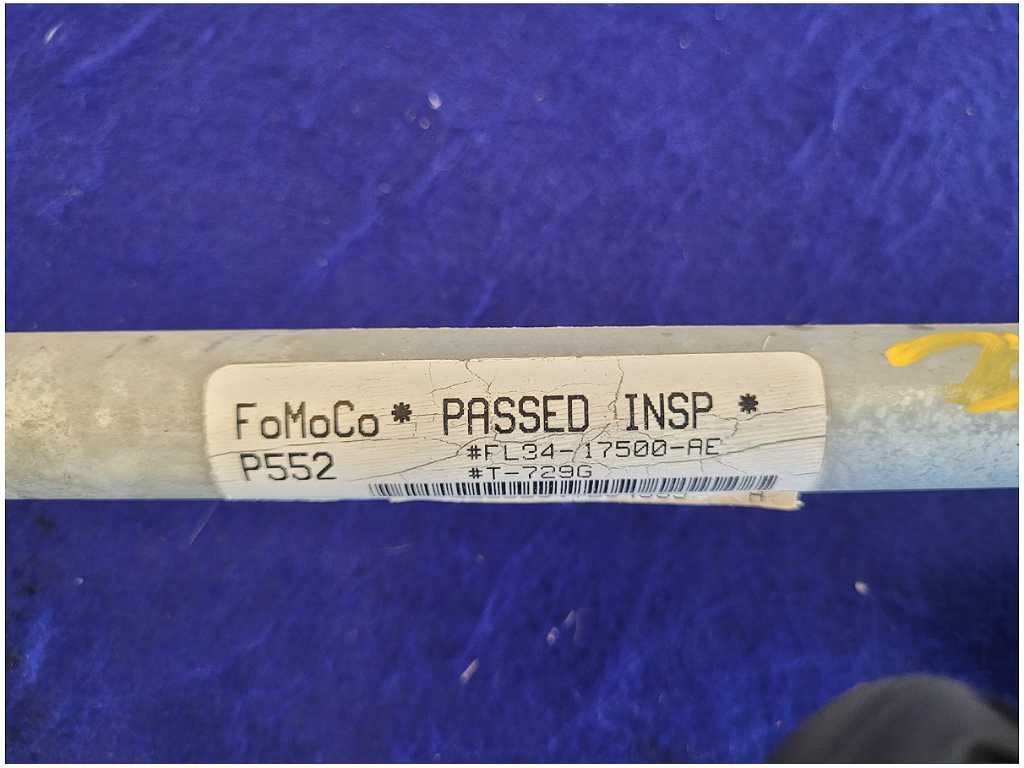 FoMoCo * PASSED INSP *
P552 #FL34-17500-AE
#T-729G